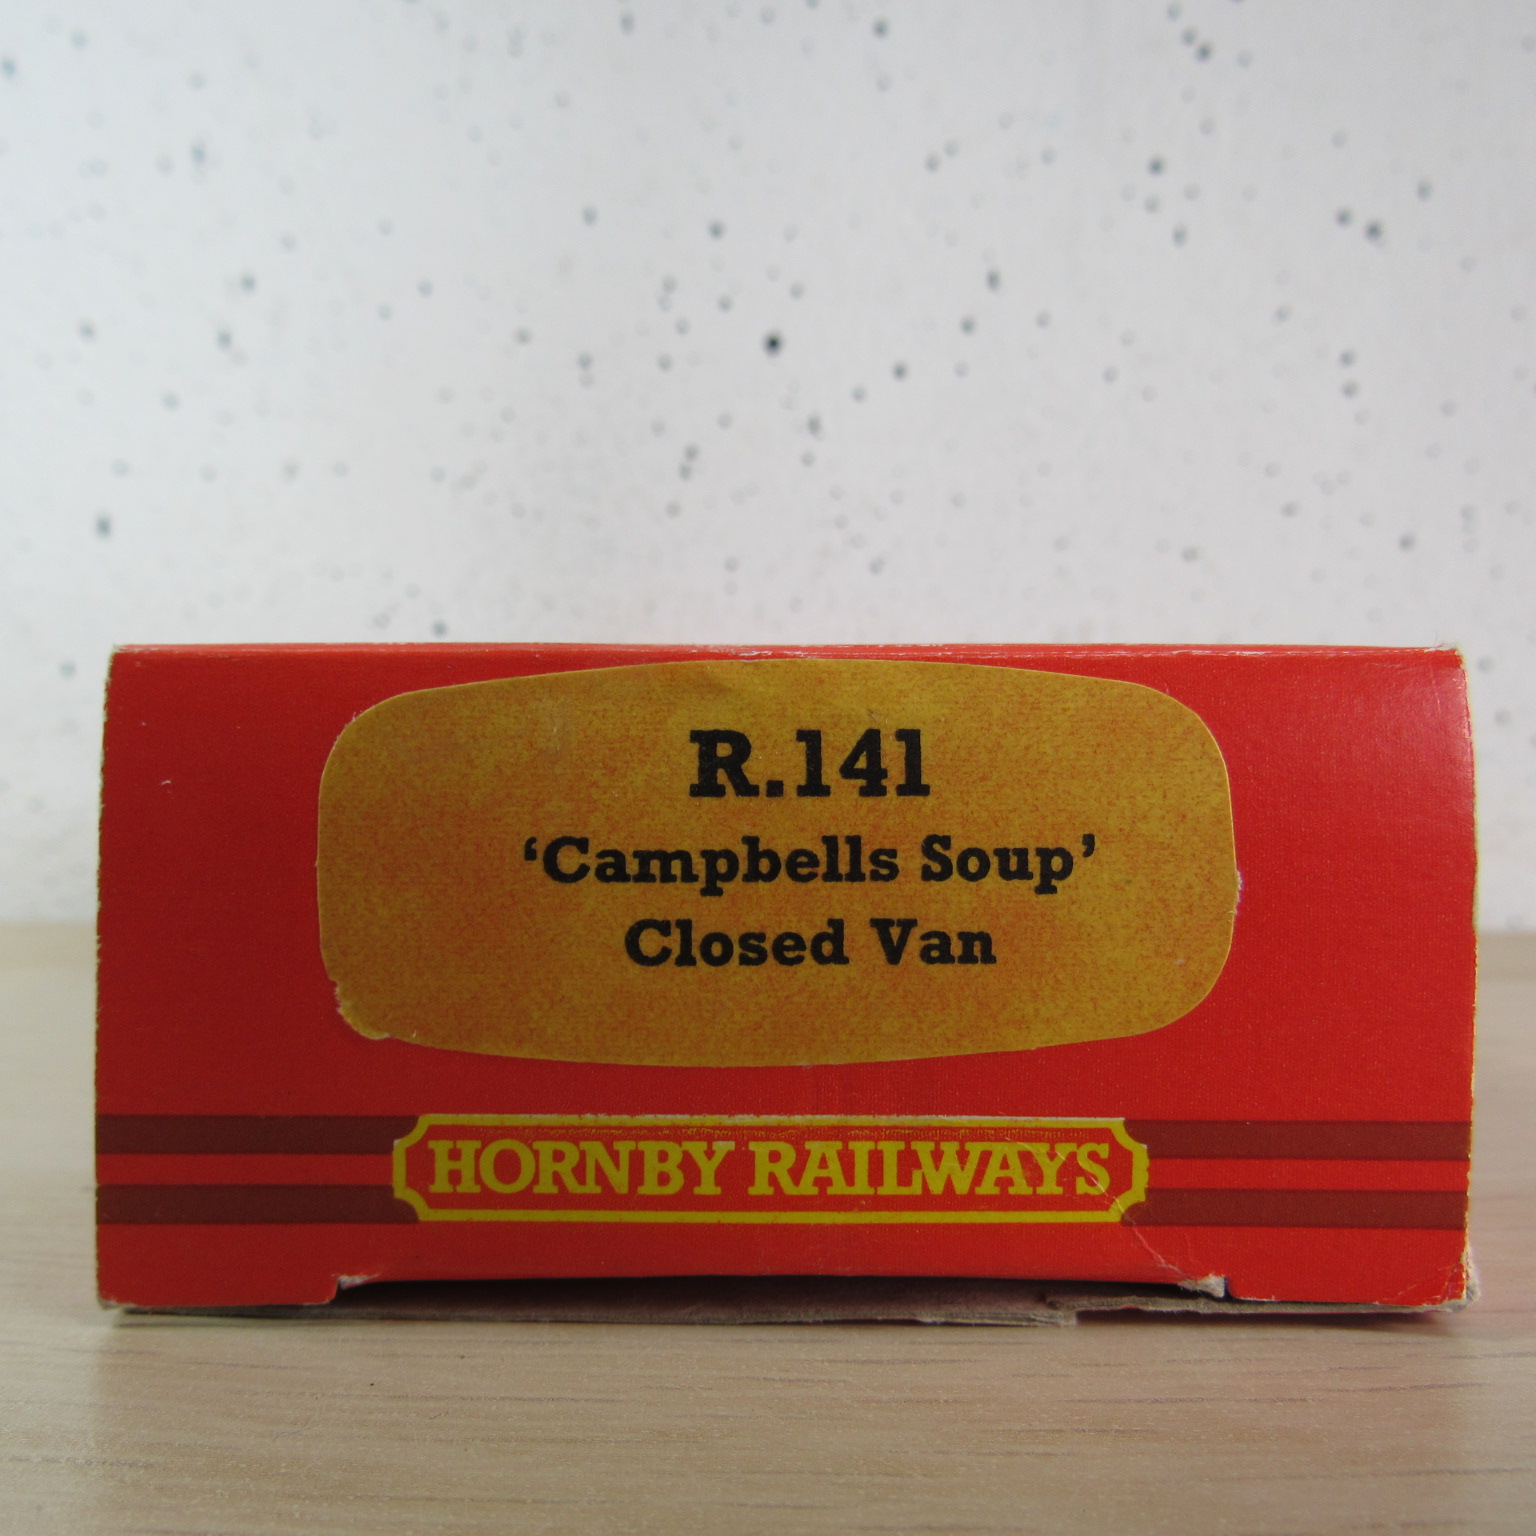 R.141
‘Campbells Soup’
Closed Van
HORNBY RAILWAYS